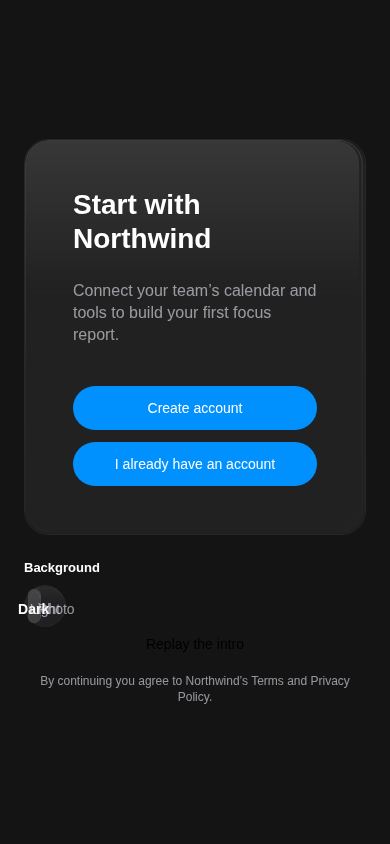 Start with
Northwind
Connect your team’s calendar and
tools to build your first focus
report.
Create account
I already have an account
Background
Dark
Replay the intro
By continuing you agree to Northwind's Terms and Privacy
Policy.